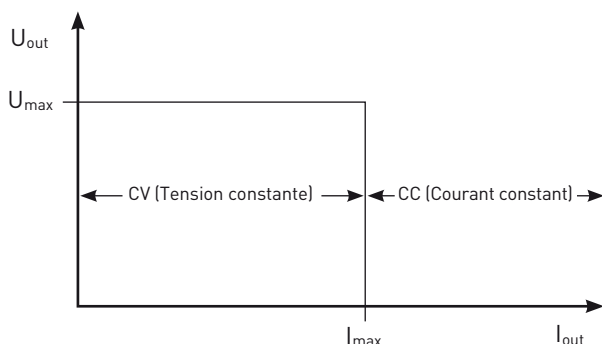 Uout
Umax
CV (Tension constante) CC (Courant constant)
Imax Iout